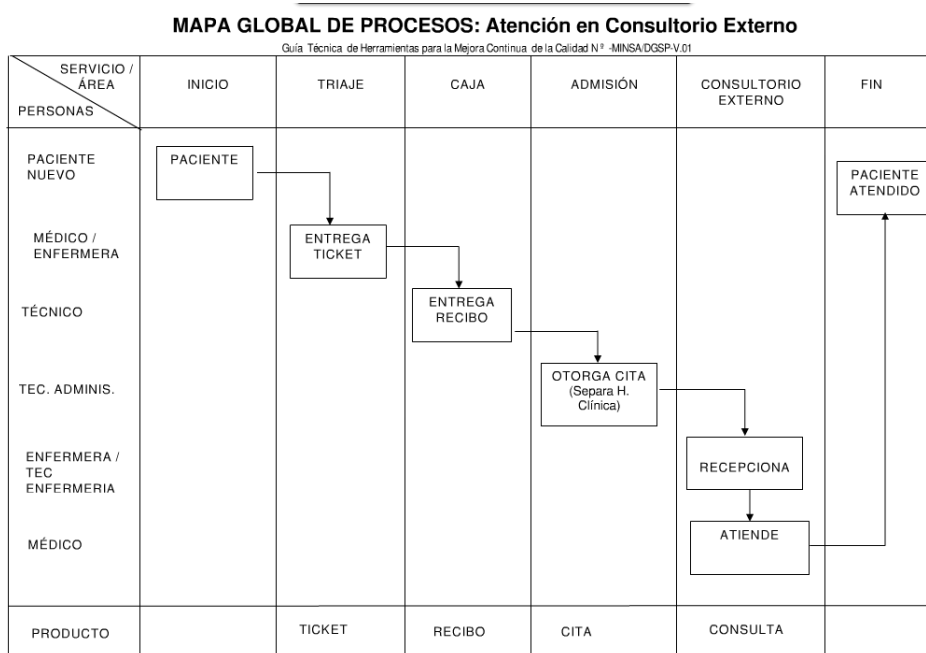 MAPA GLOBAL DE PROCESOS: Atención en Consultorio Externo
Guía Técnica de Herramientas para la Mejora Continua de la Calidad N º -MINSA/DGSP-V.01
SERVICIO /
ÁREA
PERSONAS
INICIO
TRIAJE
CAJA
ADMISIÓN
CONSULTORIO
EXTERNO
FIN
PACIENTE
NUEVO
PACIENTE
PACIENTE
ATENDIDO
MÉDICO /
ENFERMERA
ENTREGA
TICKET
TÉCNICO
ENTREGA
RECIBO
TEC. ADMINIS.
OTORGA CITA
(Separa H.
Clínica)
ENFERMERA /
TEC
ENFERMERIA
RECEPCIONA
MÉDICO
ATIENDE
PRODUCTO
TICKET
RECIBO
CITA
CONSULTA